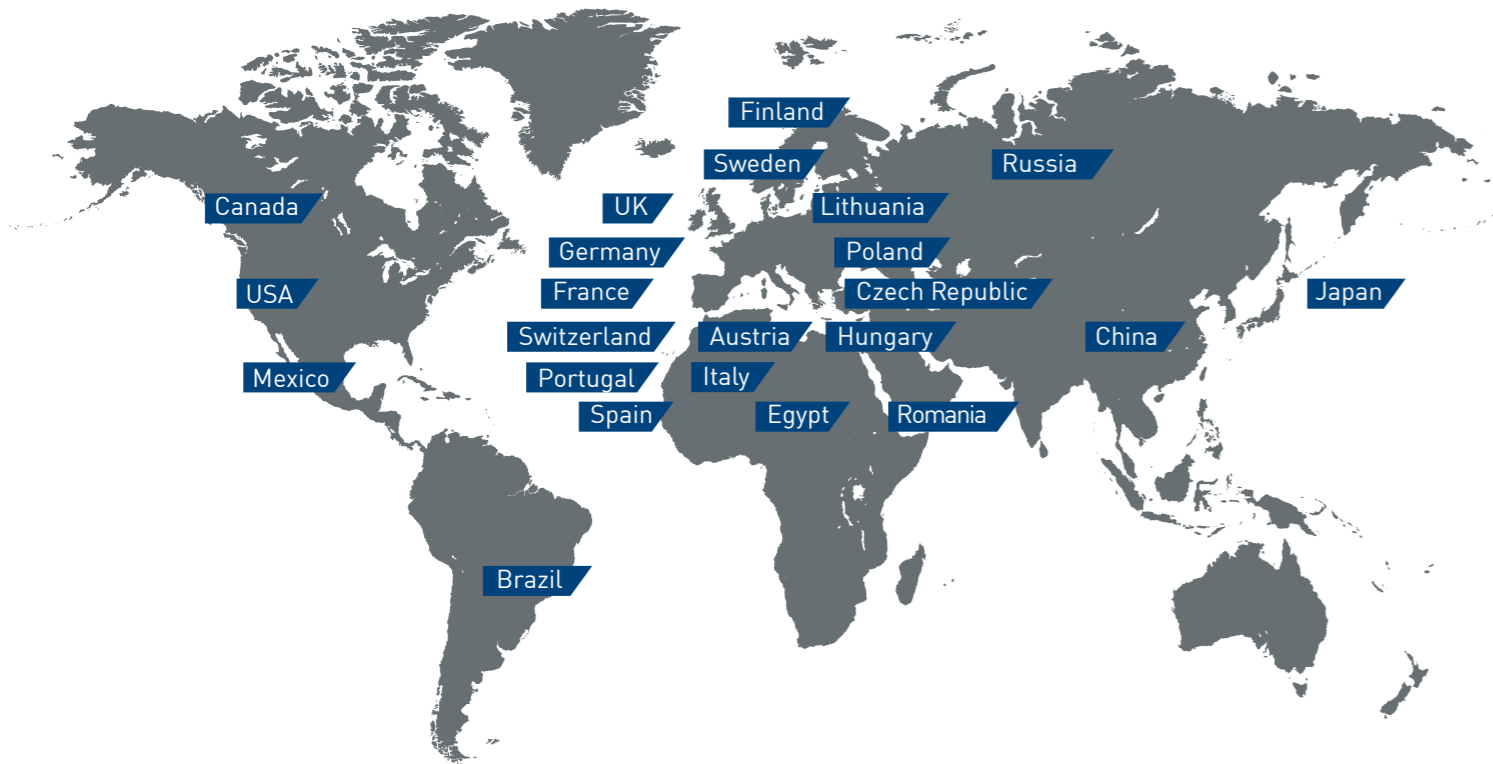 Finland
Sweden
Russia
Canada
UK
Lithuania
Germany
Poland
USA
France
Czech Republic
Japan
Switzerland
Austria
Hungary
China
Mexico
Portugal
Italy
Spain
Egypt
Romania
Brazil